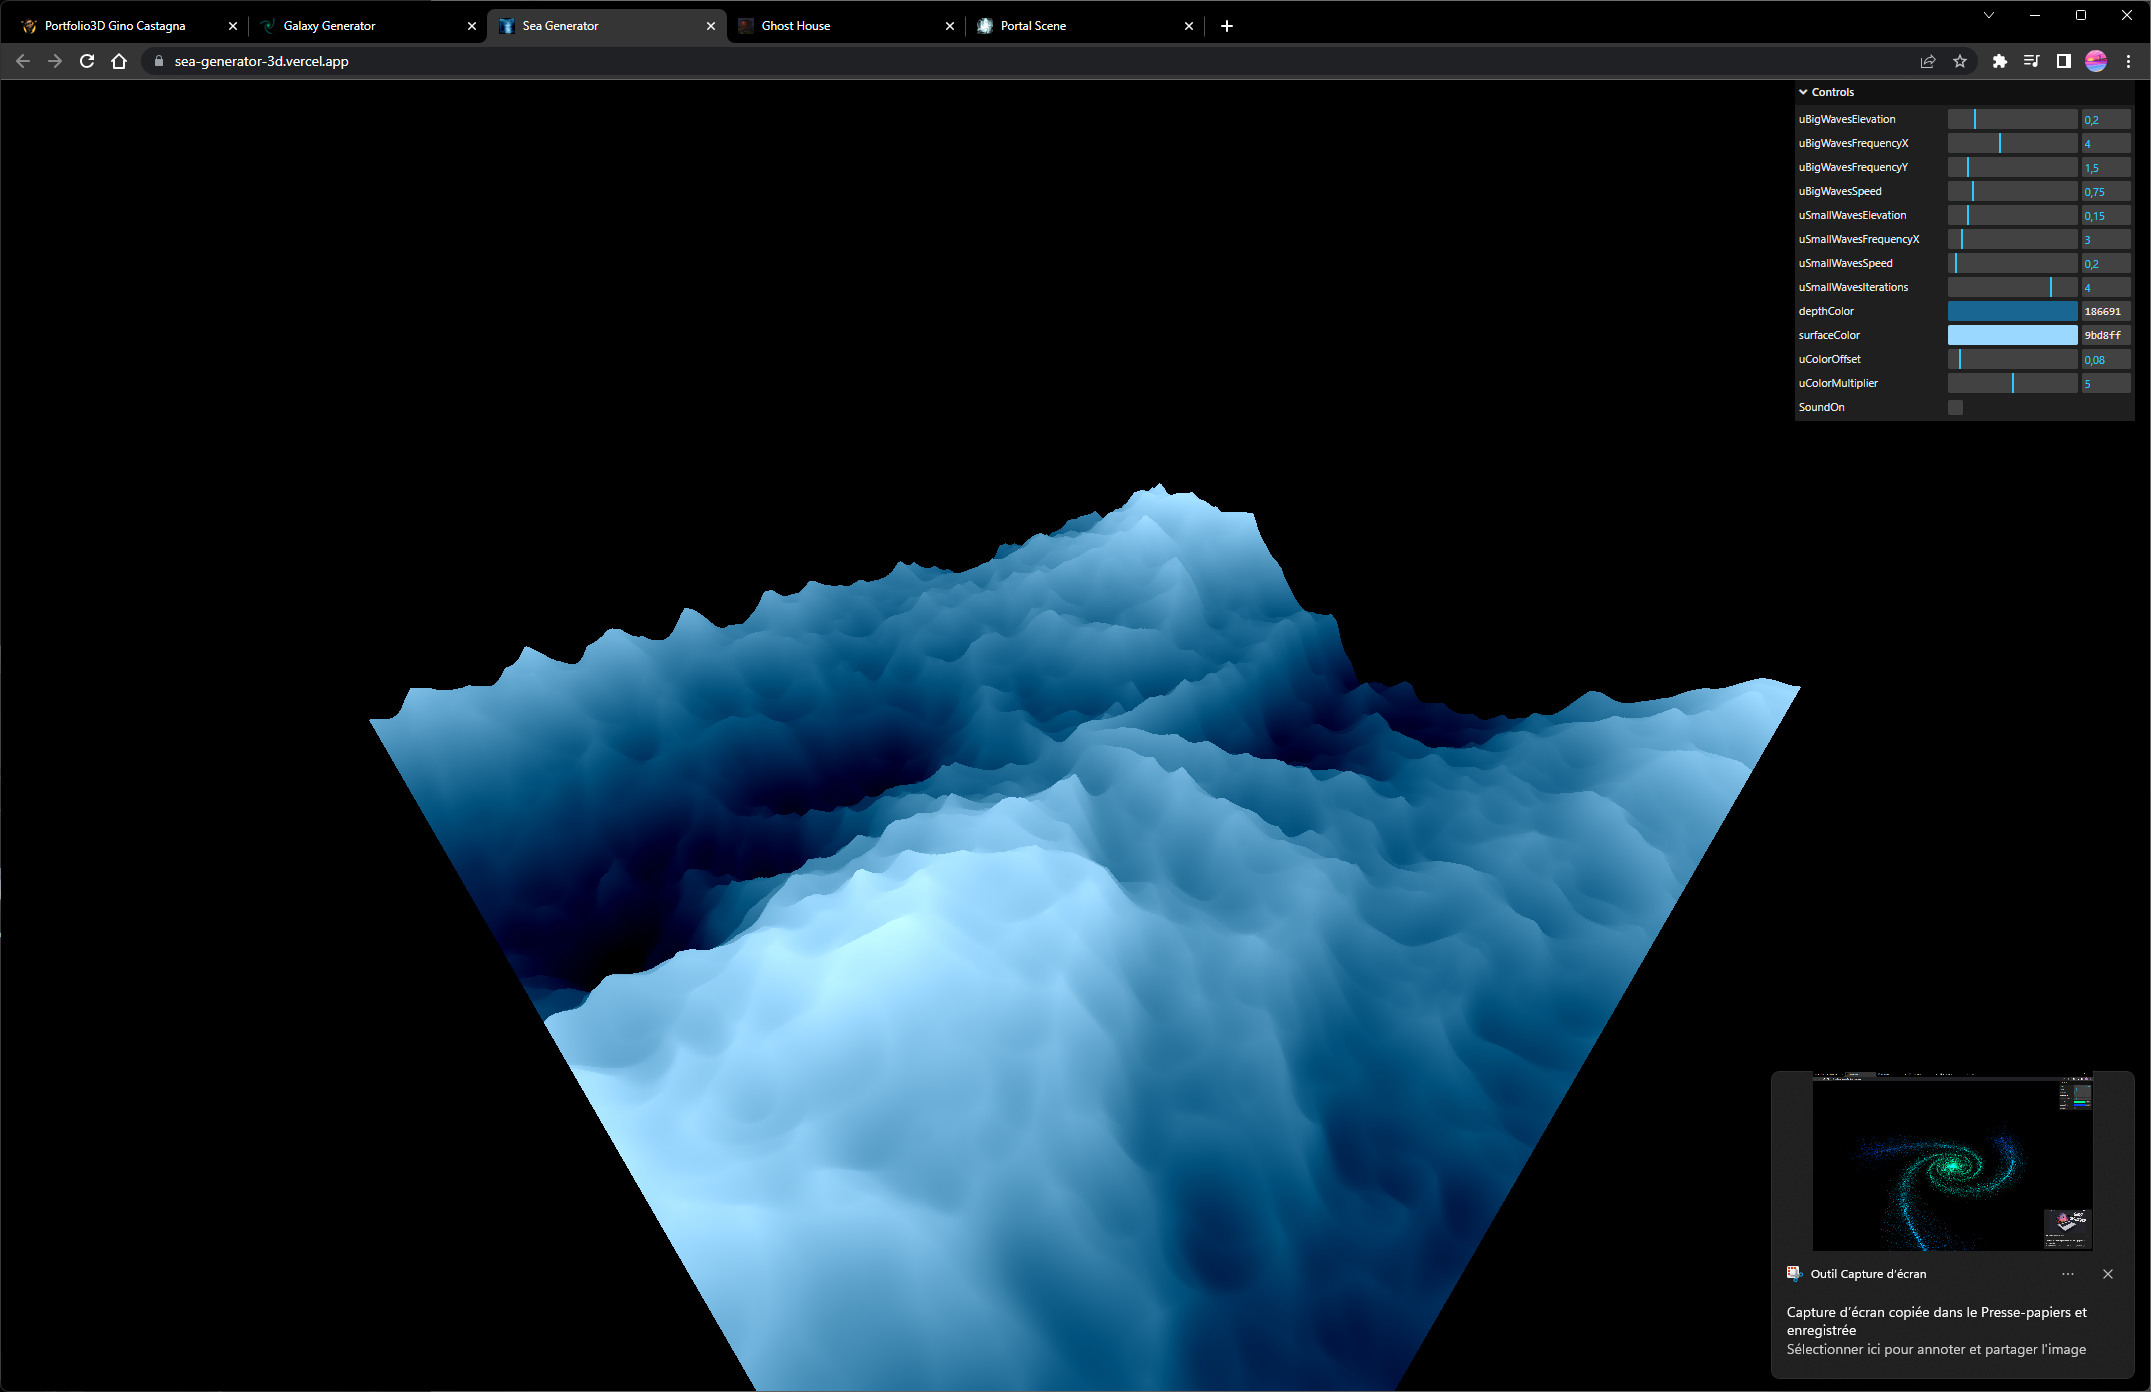 Portfolio3D Gino Castagna
Galaxy Generator
Sea Generator
Ghost House
Portal Scene
sea-generator-3d.vercel.app
Controls
uBigWavesElevation 0,2
uBigWavesFrequencyX 4
uBigWavesFrequencyY 1,5
uBigWavesSpeed 0,75
uSmallWavesElevation 0,15
uSmallWavesFrequencyX 3
uSmallWavesSpeed 0,2
uSmallWavesIterations 4
depthColor 186691
surfaceColor 9bd8ff
uColorOffset 0,08
uColorMultiplier 5
SoundOn
Outil Capture d'écran
Capture d'écran copiée dans le Presse-papiers et
enregistrée
Sélectionner ici pour annoter et partager l'image